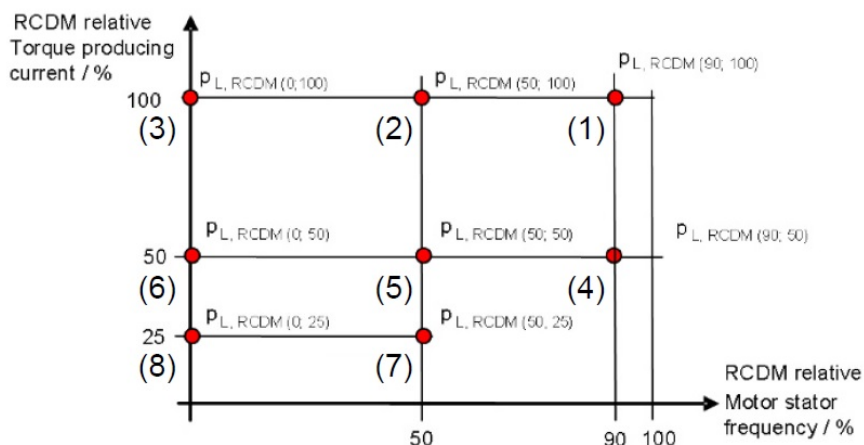 RCDM relative
Torque producing
current / %
p L, RCDM (90; 100)
p L, RCDM (0;100)
p L, RCDM (50; 100)
100
(3)
(2)
(1)
p L, RCDM (0; 50)
p L, RCDM (50; 50)
p L, RCDM (90; 50)
50
(6)
(5)
(4)
p L, RCDM (0; 25)
p L, RCDM (50, 25)
25
(8)
(7)
RCDM relative
Motor stator
frequency / %
50
90
100